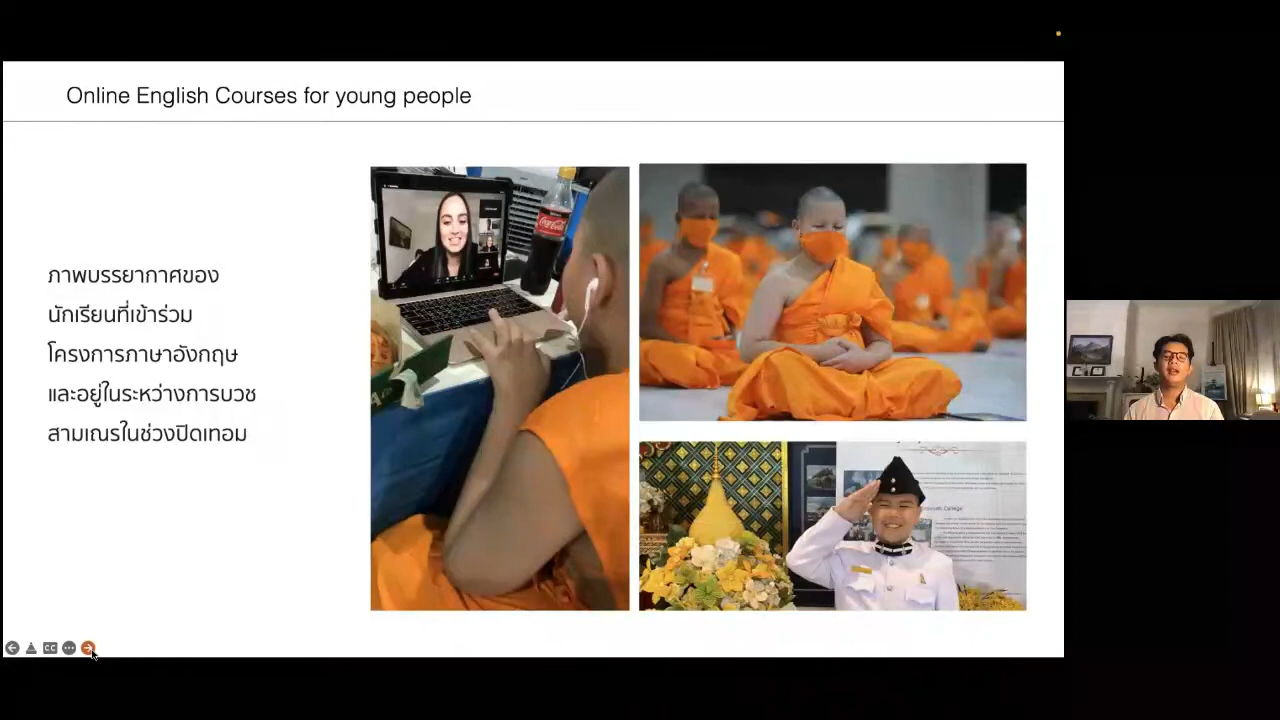 Online English Courses for young people
ภาพบรรยากาศของ
นักเรียนที่เข้าร่วม
โครงการภาษาอังกฤษ
และอยู่ในระหว่างการบวช
สามเณรในช่วงปิดเทอม
Coca-Cola
CC